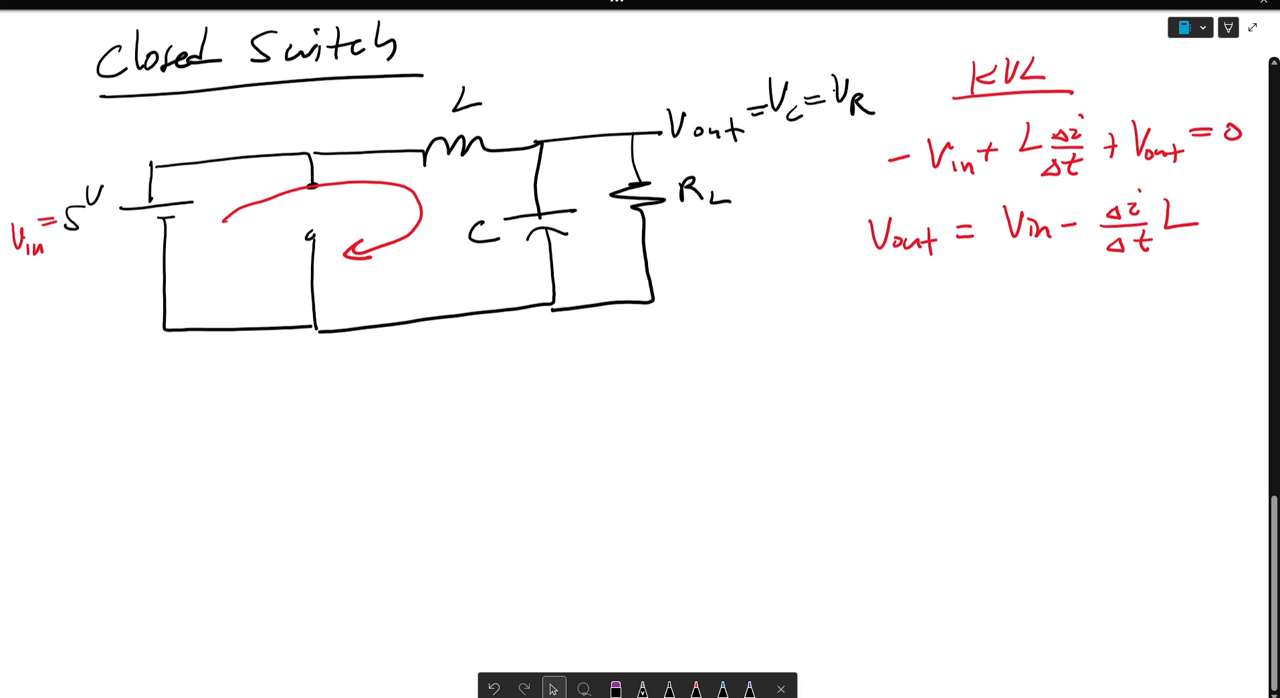 Closed Switch
L
Vout = Vc = VR
Vin = 5V
C
RL
KVL
- Vin + L Δi/Δt + Vout = 0
Vout = Vin - Δi/Δt L